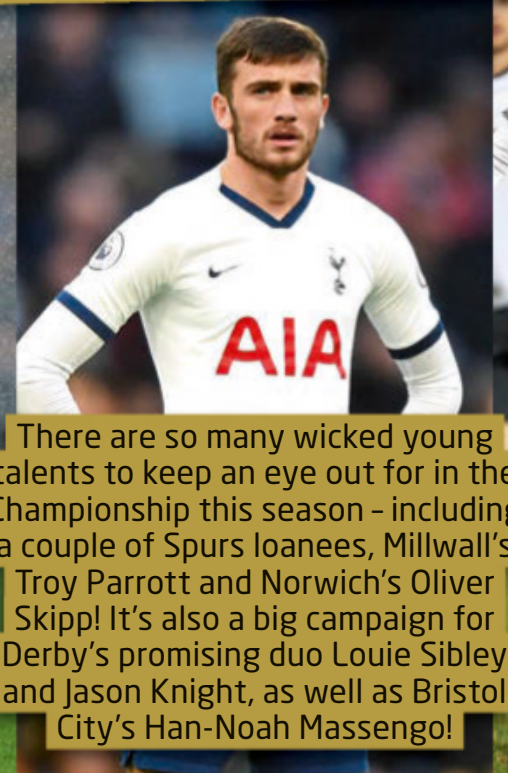 AIA
There are so many wicked young
talents to keep an eye out for in the
Championship this season – including
a couple of Spurs loanees, Millwall's
Troy Parrott and Norwich's Oliver
Skipp! It's also a big campaign for
Derby's promising duo Louie Sibley
and Jason Knight, as well as Bristol
City's Han-Noah Massengo!